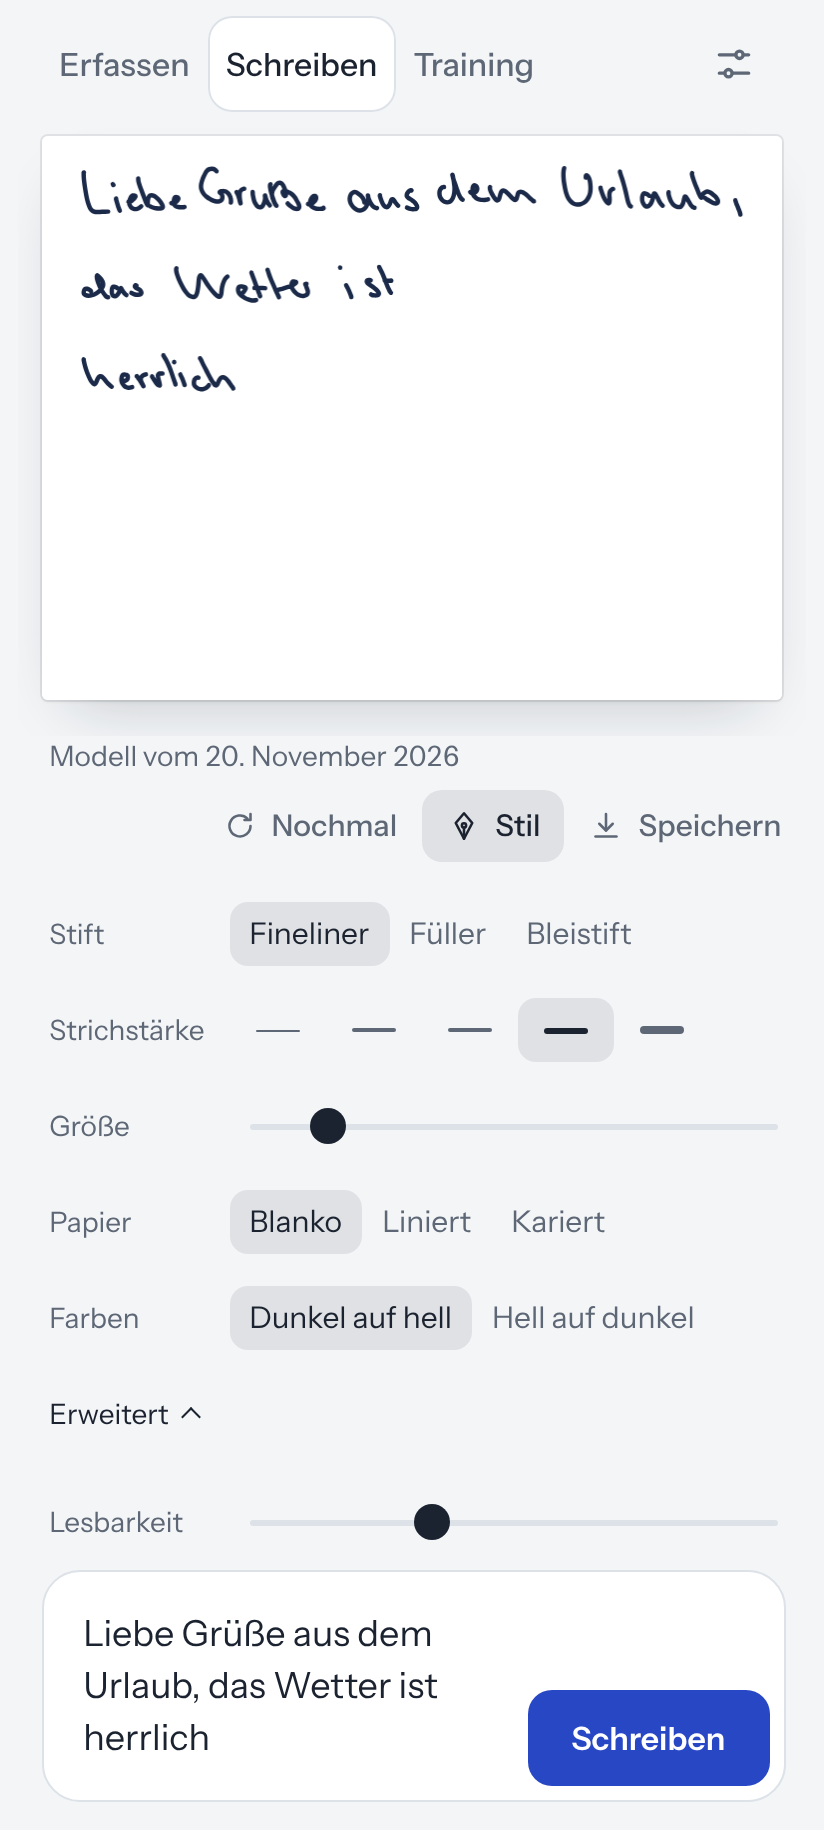 Erfassen Schreiben Training
Liebe Gruße aus dem Urlaub,
das Wetter ist
herrlich
Modell vom 20. November 2026
Nochmal Stil Speichern
Stift Fineliner Füller Bleistift
Strichstärke
Größe
Papier Blanko Liniert Kariert
Farben Dunkel auf hell Hell auf dunkel
Erweitert
Lesbarkeit
Liebe Grüße aus dem
Urlaub, das Wetter ist
herrlich
Schreiben